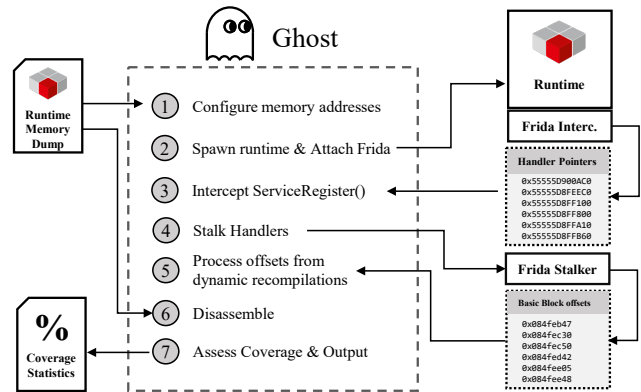 Ghost
Runtime
Memory
Dump
1 Configure memory addresses
2 Spawn runtime & Attach Frida
3 Intercept ServiceRegister()
4 Stalk Handlers
5 Process offsets from
dynamic recompilations
6 Disassemble
7 Assess Coverage & Output
%
Coverage
Statistics
Runtime
Frida Interc.
Handler Pointers
0x55555D900AC0
0x55555D8FEEC0
0x55555D8FF100
0x55555D8FF800
0x55555D8FFA10
0x55555D8FFB60
Frida Stalker
Basic Block offsets
0x084feb47
0x084fec30
0x084fec50
0x084fed42
0x084fee05
0x084fee48